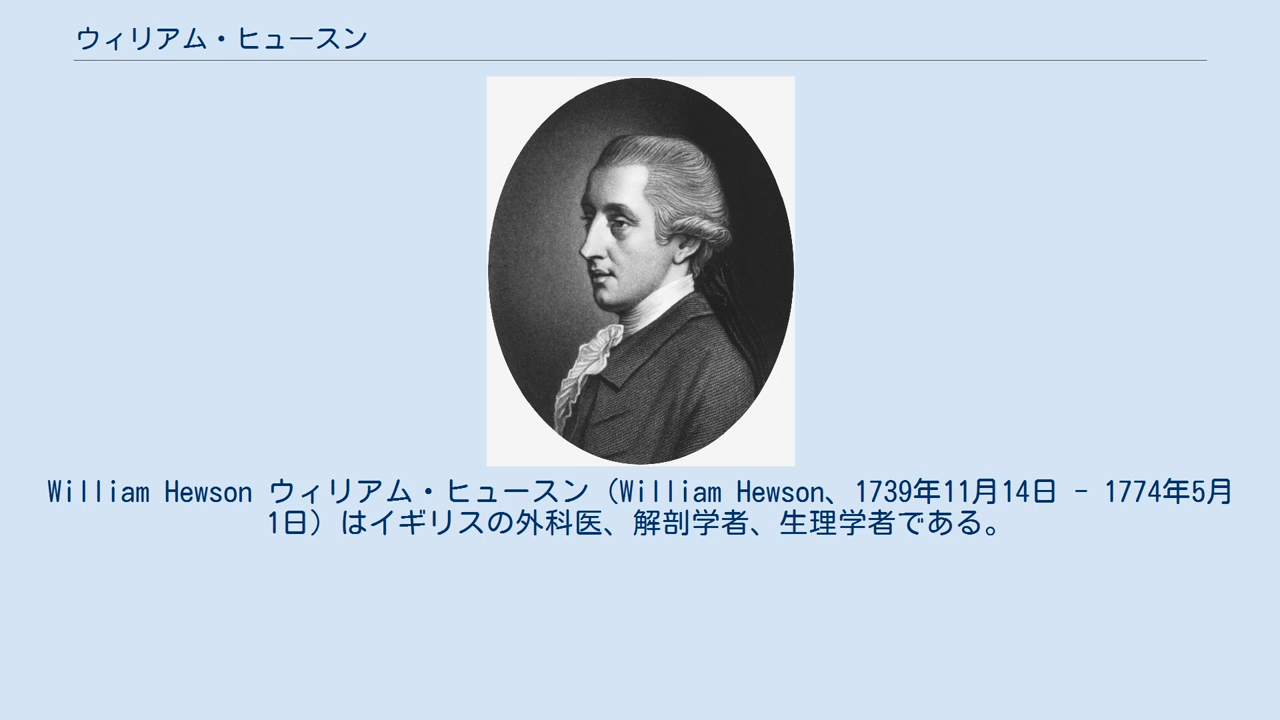 ウィリアム・ヒュースン
William Hewson ウィリアム・ヒュースン（William Hewson、1739年11月14日 - 1774年5月
1日）はイギリスの外科医、解剖学者、生理学者である。